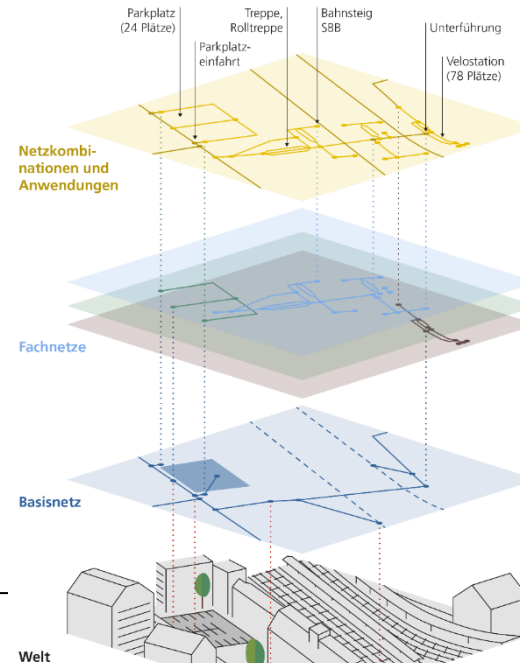 Parkplatz
(24 Plätze)
Parkplatz-
einfahrt
Treppe,
Rolltreppe
Bahnsteig
SBB
Unterführung
Velostation
(78 Plätze)
Netzkombi-
nationen und
Anwendungen
Fachnetze
Basisnetz
Welt